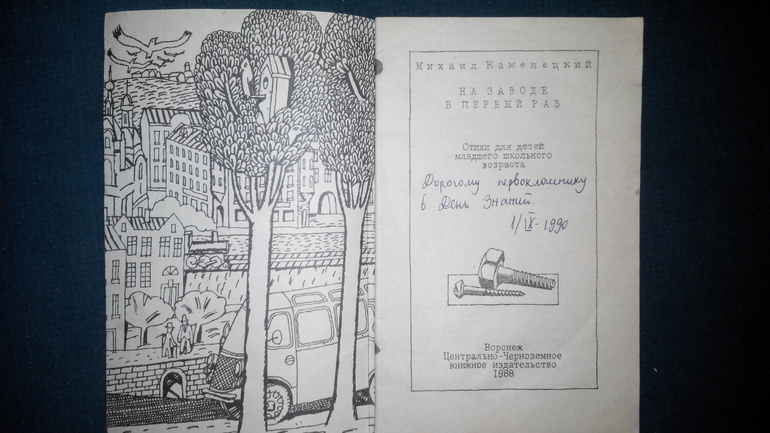 Михаил Каменецкий
НА ЗАВОДЕ
В ПЕРВЫЙ РАЗ
Стихи для детей
младшего школьного
возраста
Дорогому первокласнику
в День Знаний.
1/IX-1990
Воронеж
Центрально-Черноземное
книжное издательство
1988